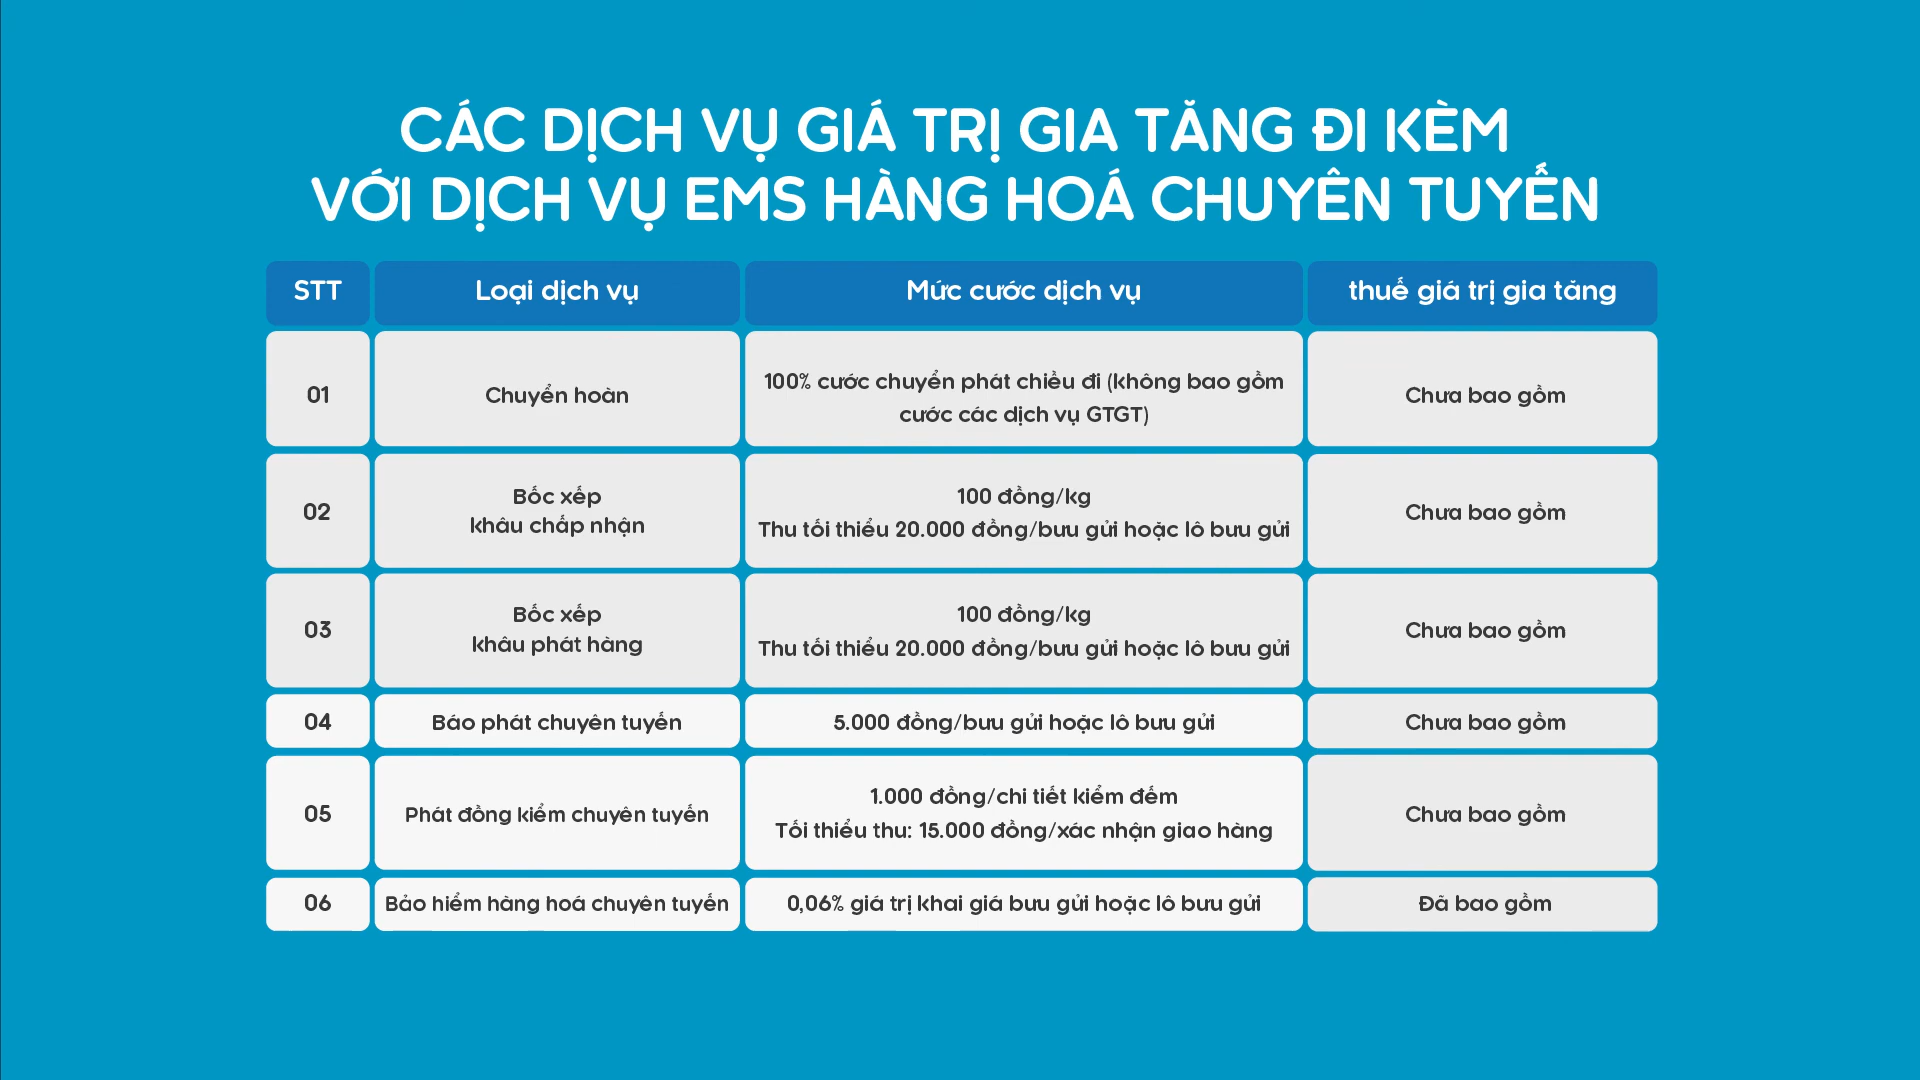 CÁC DỊCH VỤ GIÁ TRỊ GIA TĂNG ĐI KÈM
VỚI DỊCH VỤ EMS HÀNG HOÁ CHUYÊN TUYẾN
STT
Loại dịch vụ
Mức cước dịch vụ
thuế giá trị gia tăng
01
Chuyển hoàn
100% cước chuyển phát chiều đi (không bao gồm
cước các dịch vụ GTGT)
Chưa bao gồm
02
Bốc xếp
khâu chấp nhận
100 đồng/kg
Thu tối thiểu 20.000 đồng/bưu gửi hoặc lô bưu gửi
Chưa bao gồm
03
Bốc xếp
khâu phát hàng
100 đồng/kg
Thu tối thiểu 20.000 đồng/bưu gửi hoặc lô bưu gửi
Chưa bao gồm
04
Báo phát chuyên tuyến
5.000 đồng/bưu gửi hoặc lô bưu gửi
Chưa bao gồm
05
Phát đồng kiểm chuyên tuyến
1.000 đồng/chi tiết kiểm đếm
Tối thiểu thu: 15.000 đồng/xác nhận giao hàng
Chưa bao gồm
06
Bảo hiểm hàng hoá chuyên tuyến
0,06% giá trị khai giá bưu gửi hoặc lô bưu gửi
Đã bao gồm